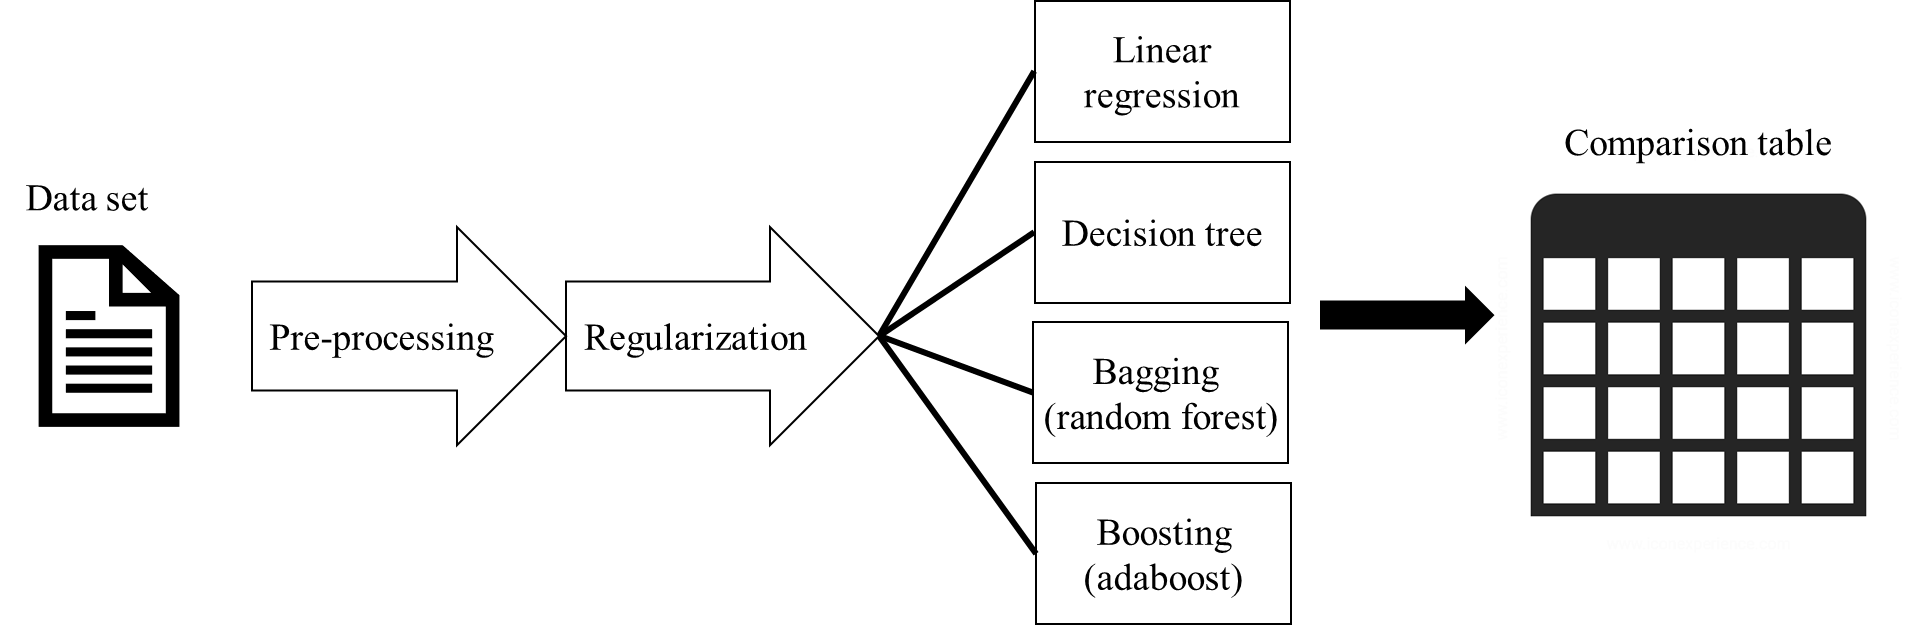 Data set
Pre-processing
Regularization
Linear
regression
Decision tree
Bagging
(random forest)
Boosting
(adaboost)
Comparison table